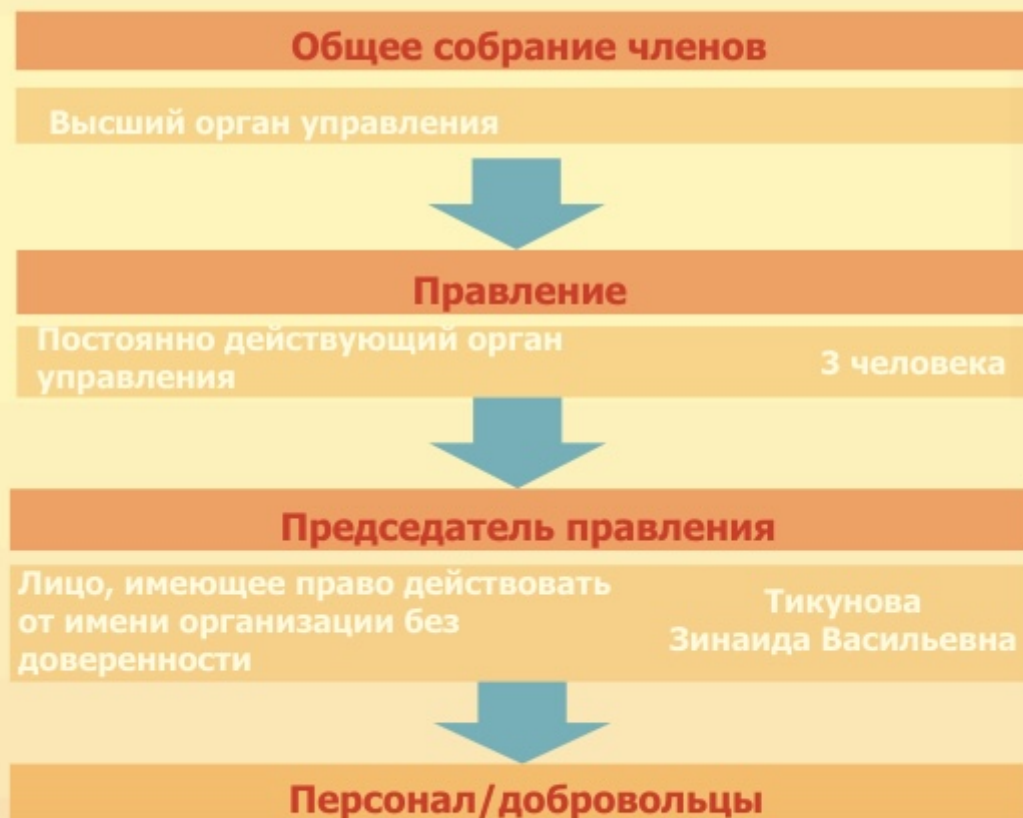 Общее собрание членов
Высший орган управления
Правление
Постоянно действующий орган
управления
3 человека
Председатель правления
Лицо, имеющее право действовать
от имени организации без
доверенности
Тикунова
Зинаида Васильевна
Персонал/добровольцы